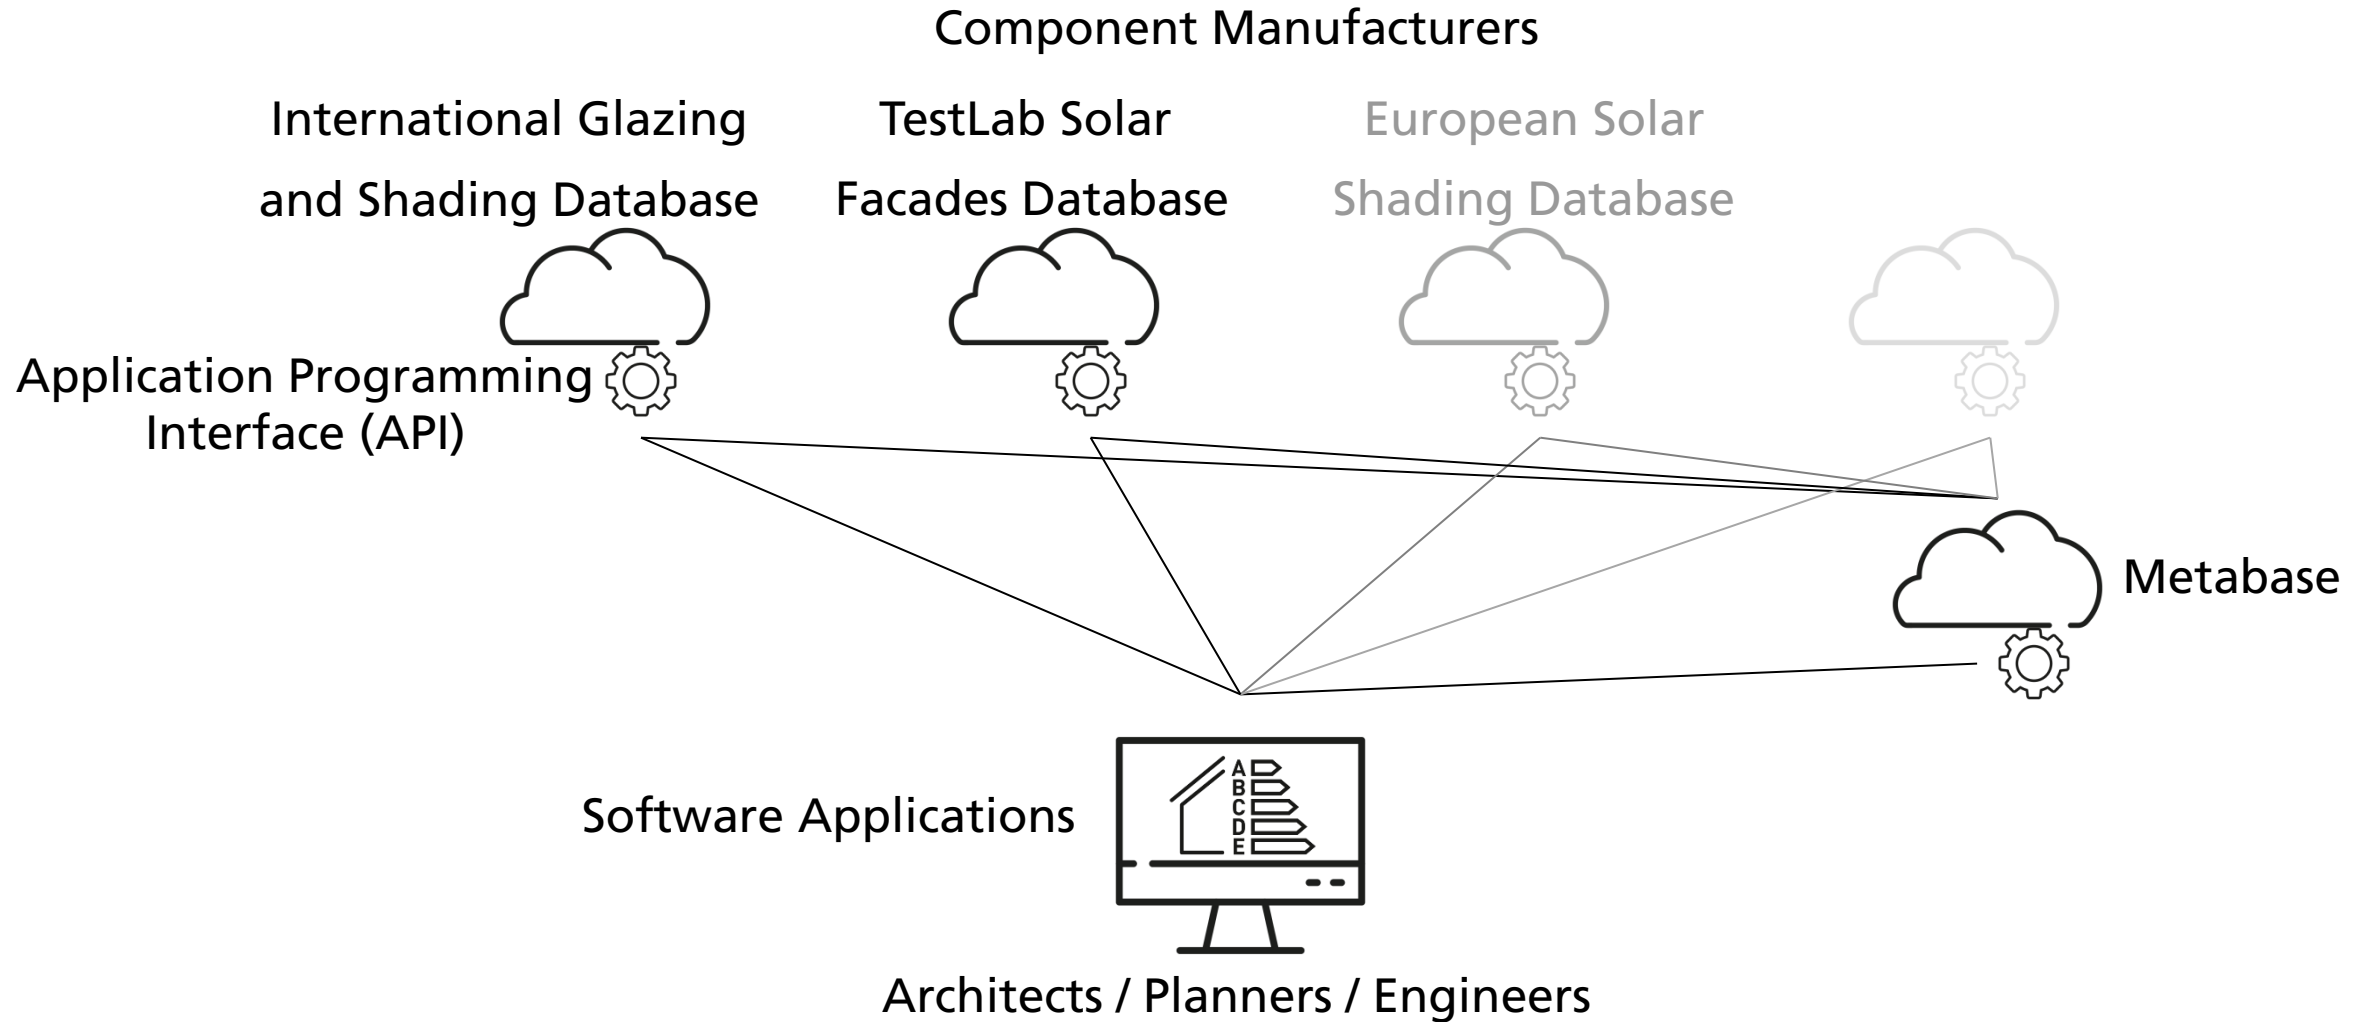 Component Manufacturers
International Glazing
and Shading Database
TestLab Solar
Facades Database
European Solar
Shading Database
Application Programming
Interface (API)
Metabase
Software Applications
A
B
C
D
E
Architects / Planners / Engineers